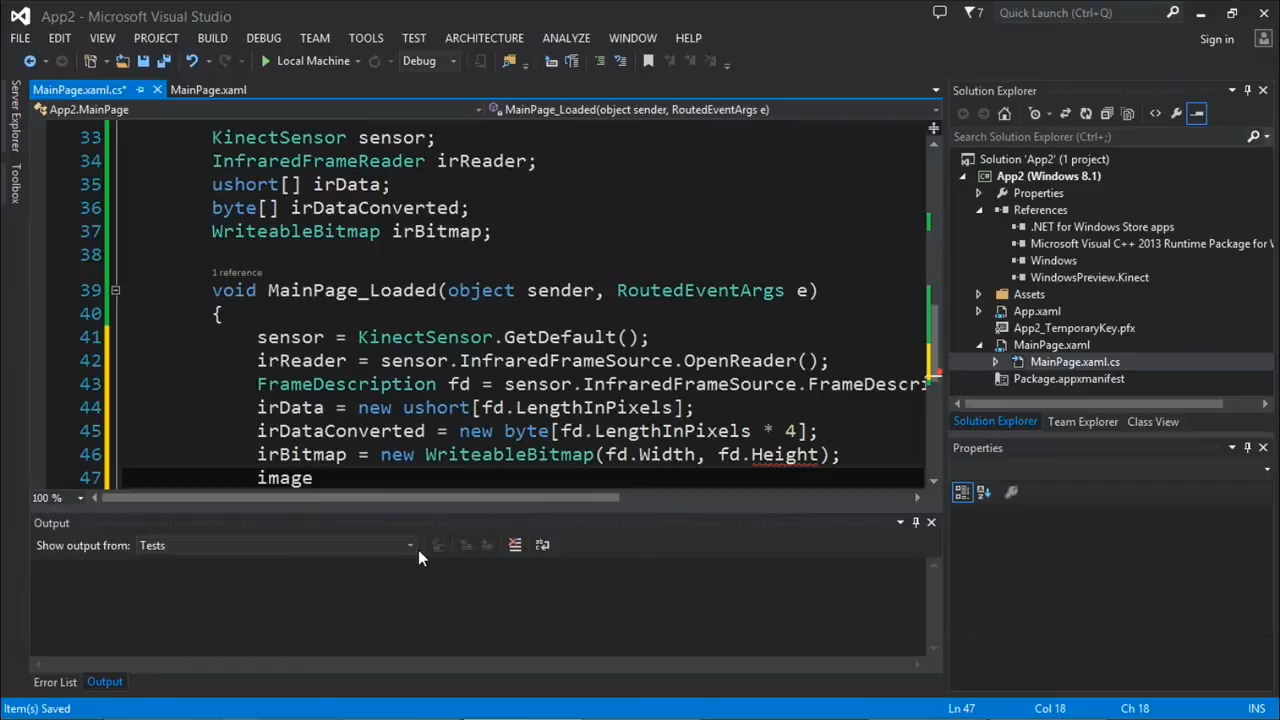 App2 - Microsoft Visual Studio
7
Quick Launch (Ctrl+Q)
FILE EDIT VIEW PROJECT BUILD DEBUG TEAM TOOLS TEST ARCHITECTURE ANALYZE WINDOW HELP
Sign in
Local Machine
Debug
Server Explorer
Toolbox
MainPage.xaml.cs*
MainPage.xaml
App2.MainPage
MainPage_Loaded(object sender, RoutedEventArgs e)
33 KinectSensor sensor;
34 InfraredFrameReader irReader;
35 ushort[] irData;
36 byte[] irDataConverted;
37 WriteableBitmap irBitmap;
38
1 reference
39 void MainPage_Loaded(object sender, RoutedEventArgs e)
40 {
41 sensor = KinectSensor.GetDefault();
42 irReader = sensor.InfraredFrameSource.OpenReader();
43 FrameDescription fd = sensor.InfraredFrameSource.FrameDescri
44 irData = new ushort[fd.LengthInPixels];
45 irDataConverted = new byte[fd.LengthInPixels * 4];
46 irBitmap = new WriteableBitmap(fd.Width, fd.Height);
47 image
100 %
Output
Show output from: Tests
Error List Output
Solution Explorer
Search Solution Explorer (Ctrl+;)
Solution 'App2' (1 project)
App2 (Windows 8.1)
Properties
References
.NET for Windows Store apps
Microsoft Visual C++ 2013 Runtime Package for W
Windows
WindowsPreview.Kinect
Assets
App.xaml
App2_TemporaryKey.pfx
MainPage.xaml
MainPage.xaml.cs
Package.appxmanifest
Solution Explorer Team Explorer Class View
Properties
Item(s) Saved
Ln 47 Col 18 Ch 18 INS